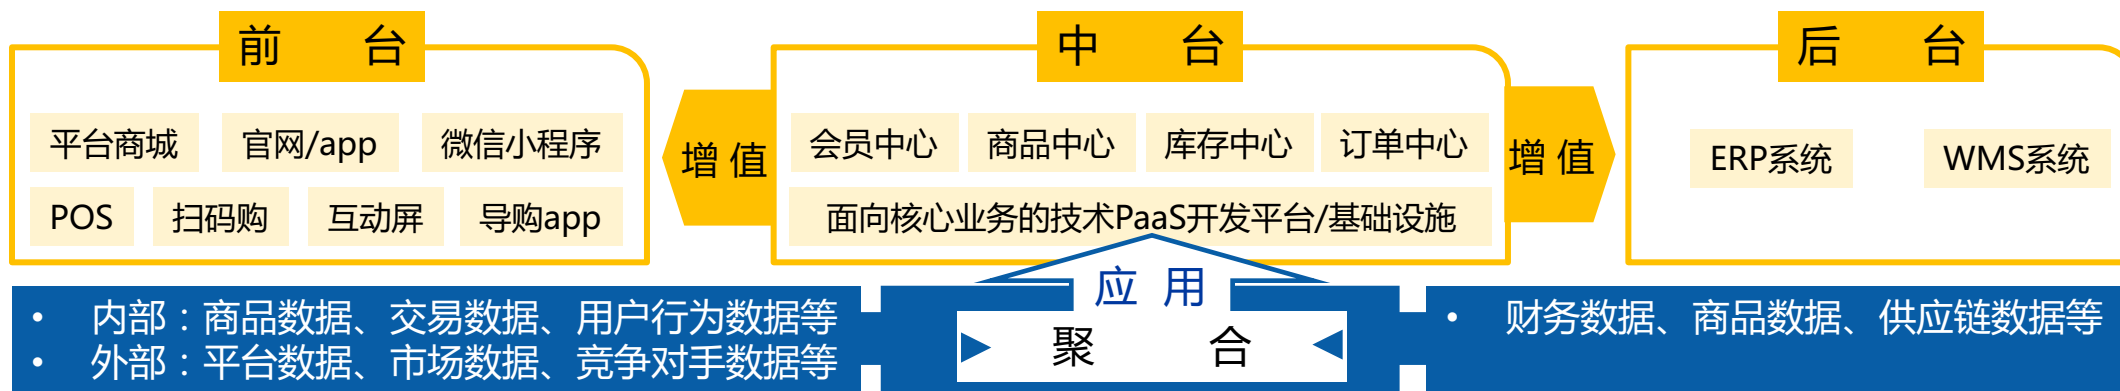 前 台
平台商城 官网/app 微信小程序
POS 扫码购 互动屏 导购app
增 值
中 台
会员中心 商品中心 库存中心 订单中心
面向核心业务的技术PaaS开发平台/基础设施
增 值
后 台
ERP系统 WMS系统
• 内部：商品数据、交易数据、用户行为数据等
• 外部：平台数据、市场数据、竞争对手数据等
应 用
聚 合
• 财务数据、商品数据、供应链数据等